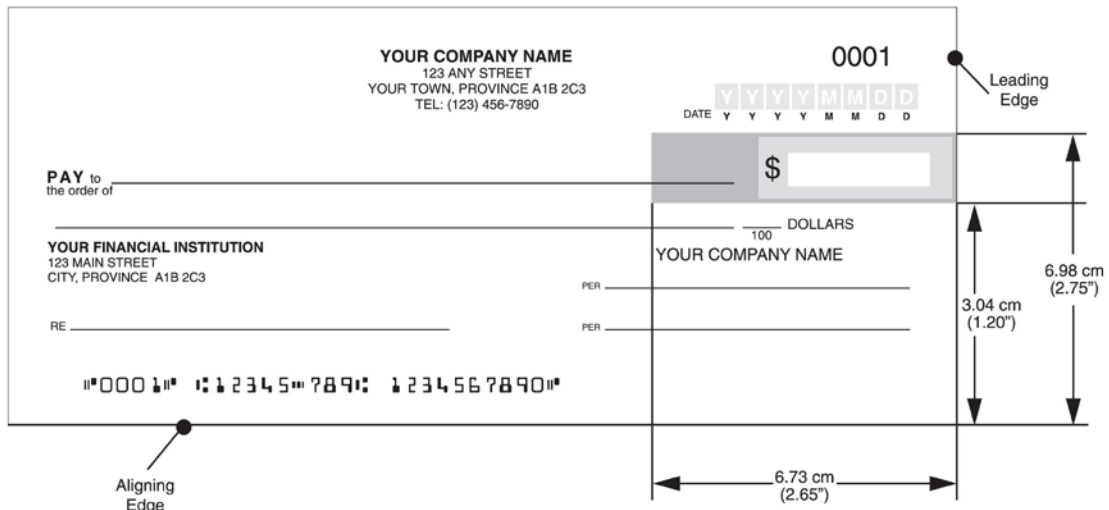 YOUR COMPANY NAME
123 ANY STREET
YOUR TOWN, PROVINCE A1B 2C3
TEL: (123) 456-7890
0001
Leading
Edge
Y Y Y Y M M D D
DATE Y Y Y Y M M D D
$
PAY to
the order of
100 DOLLARS
YOUR FINANCIAL INSTITUTION
123 MAIN STREET
CITY, PROVINCE A1B 2C3
YOUR COMPANY NAME
PER
RE
PER
6.98 cm
(2.75”)
3.04 cm
(1.20”)
⑈0001⑈ ⑆12345⑉789⑆ 1234567890⑈
Aligning
Edge
6.73 cm
(2.65”)